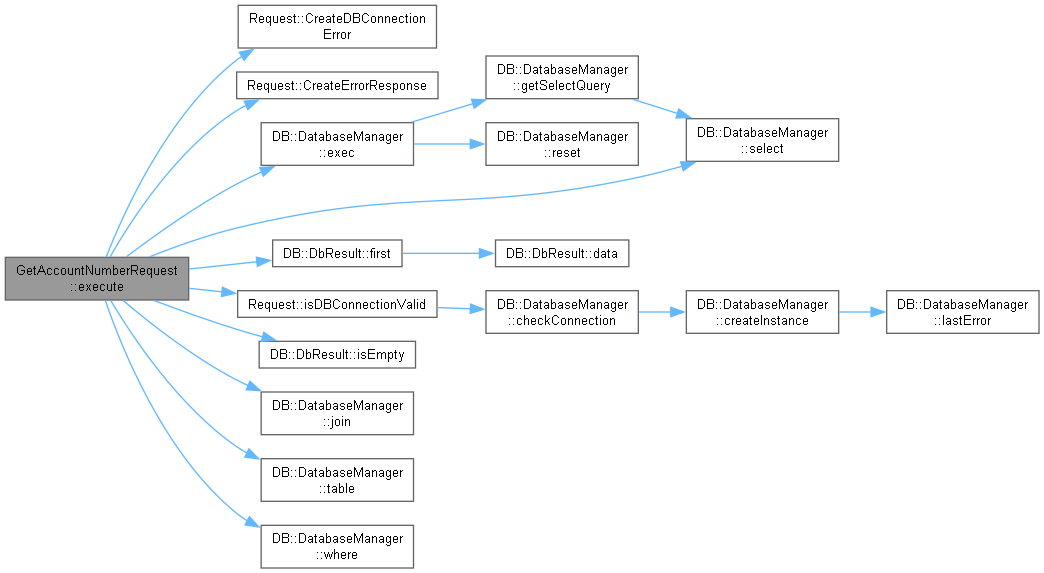 Request::CreateDBConnection
Error
Request::CreateErrorResponse
DB::DatabaseManager
::getSelectQuery
DB::DatabaseManager
::exec
DB::DatabaseManager
::reset
DB::DatabaseManager
::select
GetAccountNumberRequest
::execute
DB::DbResult::first
DB::DbResult::data
Request::isDBConnectionValid
DB::DatabaseManager
::checkConnection
DB::DatabaseManager
::createInstance
DB::DatabaseManager
::lastError
DB::DbResult::isEmpty
DB::DatabaseManager
::join
DB::DatabaseManager
::table
DB::DatabaseManager
::where